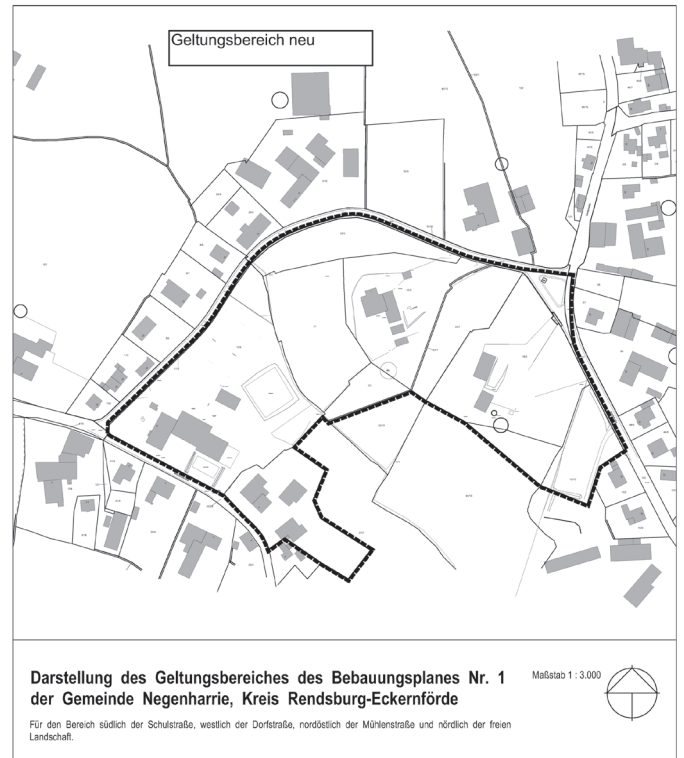 Geltungsbereich neu
Darstellung des Geltungsbereiches des Bebauungsplanes Nr. 1
der Gemeinde Negenharrie, Kreis Rendsburg-Eckernförde
Maßstab 1 : 3.000
Für den Bereich südlich der Schulstraße, westlich der Dorfstraße, nordöstlich der Mühlenstraße und nördlich der freien
Landschaft.